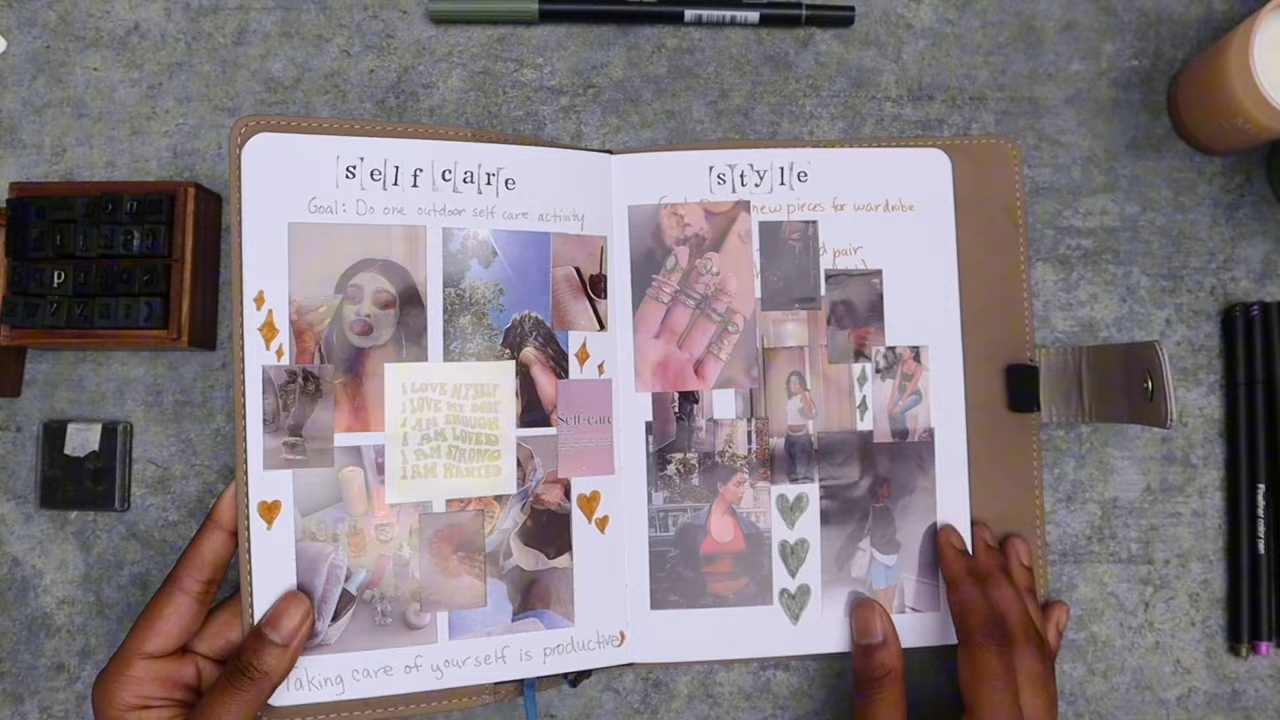 self care
Goal: Do one outdoor self care activity
I LOVE MYSELF
I LOVE MY BODY
I AM ENOUGH
I AM LOVED
I AM STRONG
I AM WANTED
Self-care
Taking care of yourself is productive
style
new pieces for wardrobe
pair